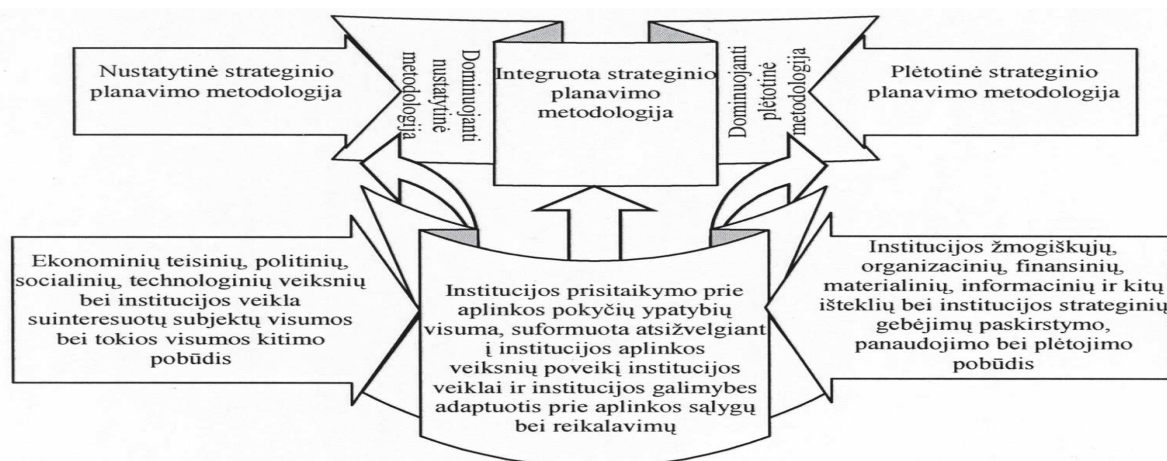 Nustatytinė strateginio
planavimo metodologija
Dominuojanti
nustatytinė
metodologija
Integruota strateginio
planavimo
metodologija
Dominuojanti
plėtotinė
metodologija
Plėtotinė strateginio
planavimo metodologija
Ekonominių teisinių, politinių,
socialinių, technologinių veiksnių
bei institucijos veikla
suinteresuotų subjektų visumos
bei tokios visumos kitimo
pobūdis
Institucijos prisitaikymo prie
aplinkos pokyčių ypatybių
visuma, suformuota atsižvelgiant
į institucijos aplinkos
veiksnių poveikį institucijos
veiklai ir institucijos galimybes
adaptuotis prie aplinkos sąlygų
bei reikalavimų
Institucijos žmogiškųjų,
organizacinių, finansinių,
materialinių, informacinių ir kitų
išteklių bei institucijos strateginių
gebėjimų paskirstymo,
panaudojimo bei plėtojimo
pobūdis